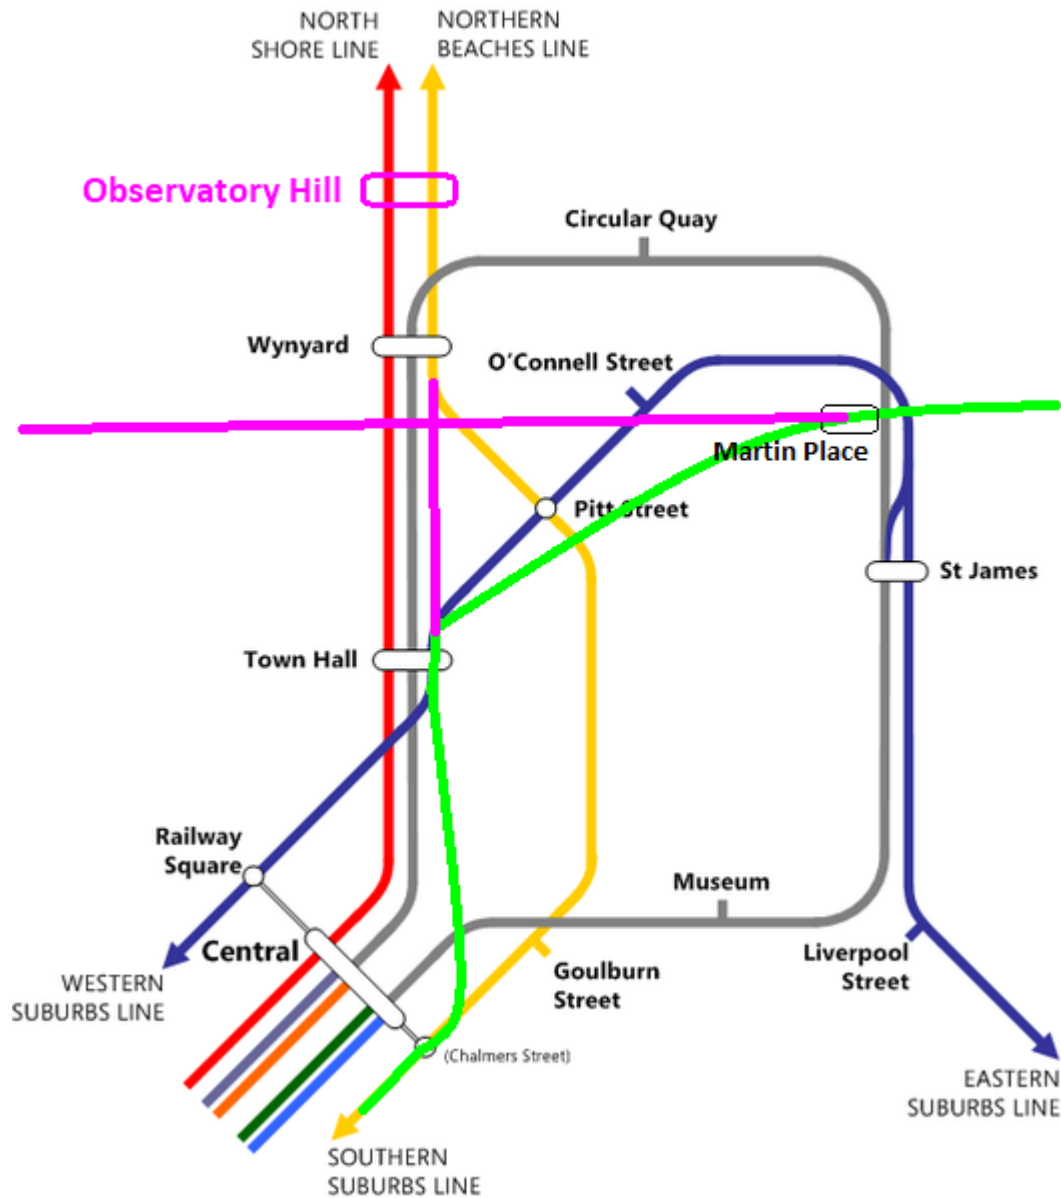 NORTH
SHORE LINE
NORTHERN
BEACHES LINE
Observatory Hill
Circular Quay
Wynyard
O'Connell Street
Martin Place
Pitt Street
St James
Town Hall
Railway
Square
Museum
Central
Liverpool
Street
Goulburn
Street
WESTERN
SUBURBS LINE
(Chalmers Street)
EASTERN
SUBURBS LINE
SOUTHERN
SUBURBS LINE